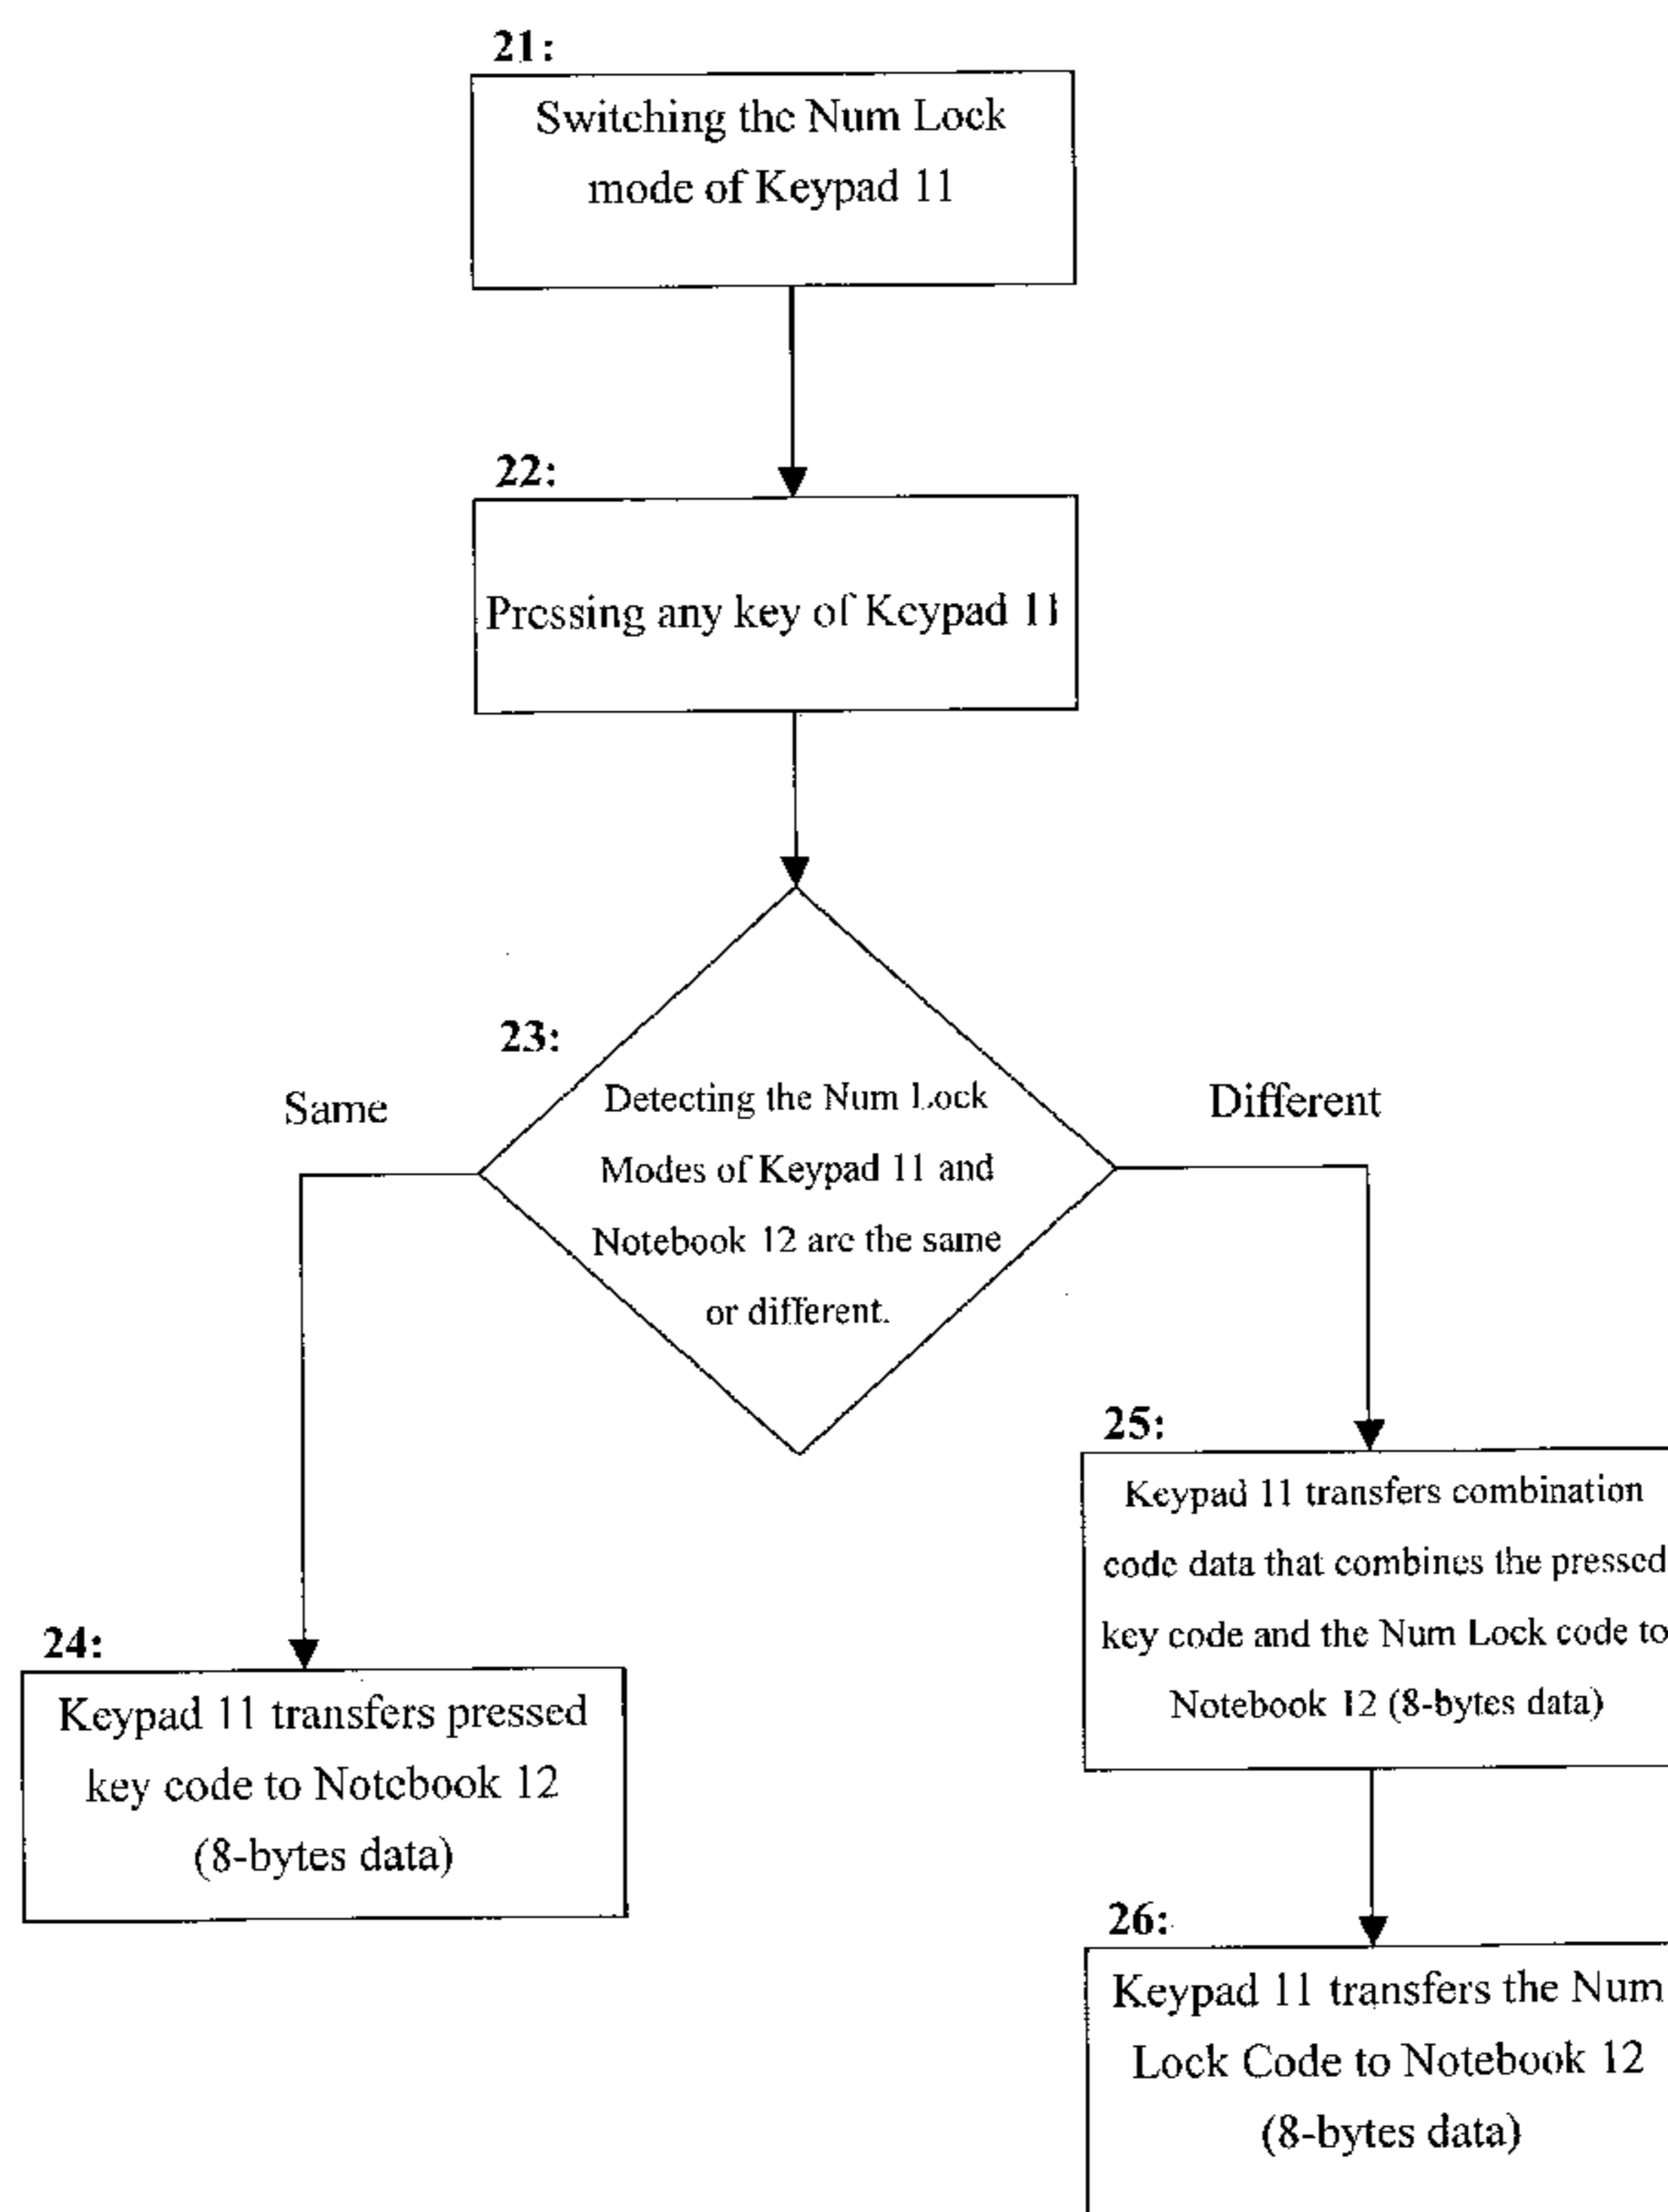 21:
Switching the Num Lock
mode of Keypad 11
22:
Pressing any key of Keypad 11
23:
Same
Different
Detecting the Num Lock
Modes of Keypad 11 and
Notebook 12 are the same
or different.
25:
Keypad 11 transfers combination
code data that combines the pressed
key code and the Num Lock code to
Notebook 12 (8-bytes data)
24:
Keypad 11 transfers pressed
key code to Notebook 12
(8-bytes data)
26:
Keypad 11 transfers the Num
Lock Code to Notebook 12
(8-bytes data)